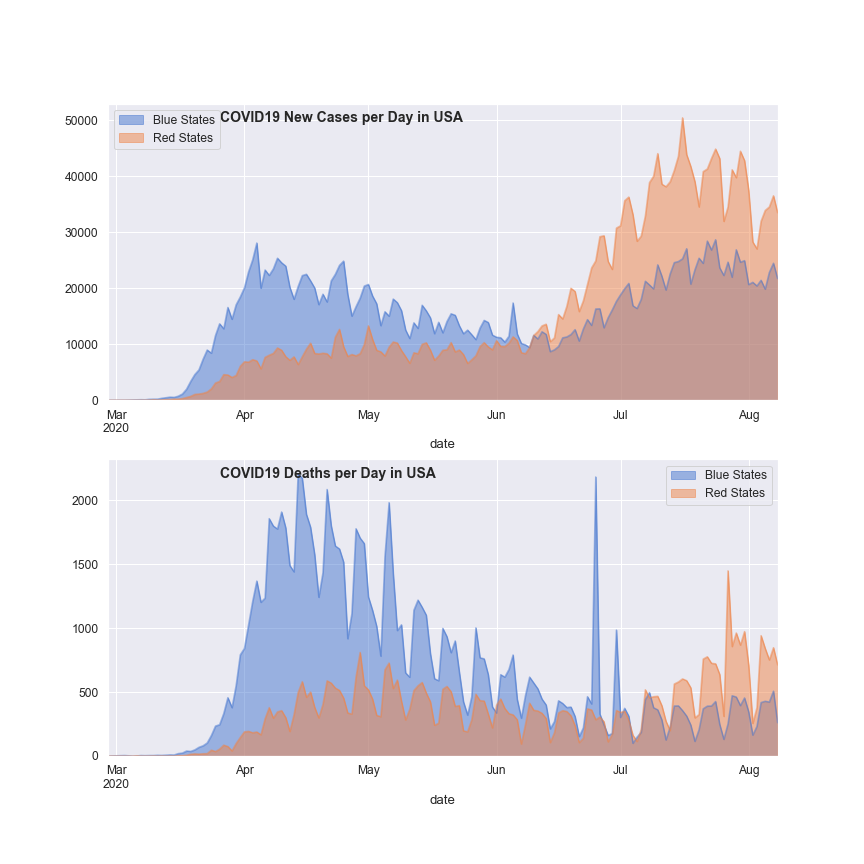 COVID19 New Cases per Day in USA
Blue States
Red States
50000
40000
30000
20000
10000
0
Mar Apr May Jun Jul Aug
2020
date
COVID19 Deaths per Day in USA
Blue States
Red States
2000
1500
1000
500
0
Mar Apr May Jun Jul Aug
2020
date